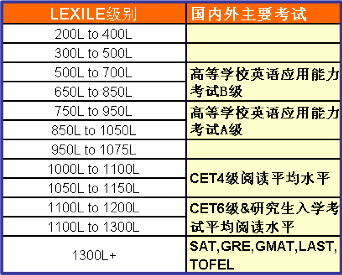 LEXILE级别 国内外主要考试
200L to 400L
300L to 500L
500L to 700L 高等学校英语应用能力
650L to 850L 考试B级
750L to 950L 高等学校英语应用能力
850L to 1050L 考试A级
950L to 1075L
1000L to 1100L CET4级阅读平均水平
1050L to 1150L
1100L to 1200L CET6级&研究生入学考
1100L to 1300L 试平均阅读水平
1300L+ SAT,GRE,GMAT,LAST,
TOFEL